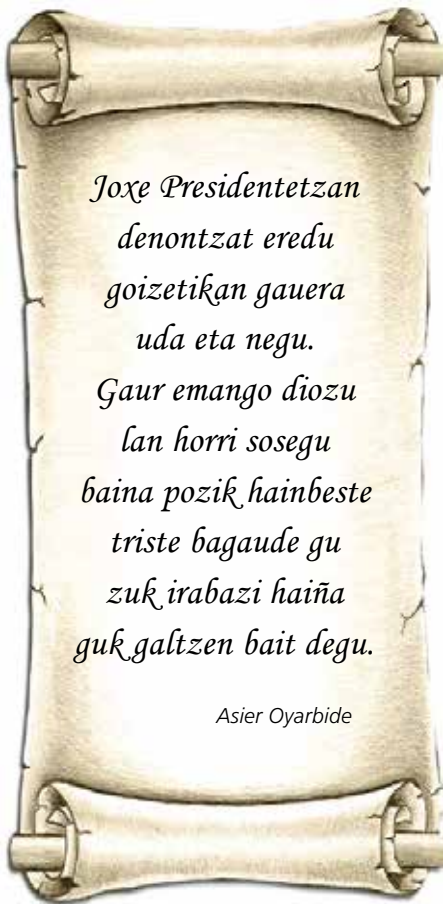 Joxe Presidentetzan
denontzat eredu
goizetikan gauera
uda eta negu.
Gaur emango diozu
lan horri sosegu
baina pozik hainbeste
triste bagaude gu
zuk irabazi haiña
guk galtzen bait degu.
Asier Oyarbide